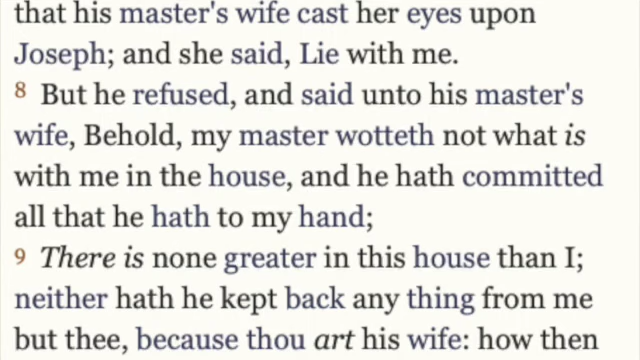 that his master's wife cast her eyes upon
Joseph; and she said, Lie with me.
8 But he refused, and said unto his master's
wife, Behold, my master wotteth not what is
with me in the house, and he hath committed
all that he hath to my hand;
9 There is none greater in this house than I;
neither hath he kept back any thing from me
but thee, because thou art his wife: how then